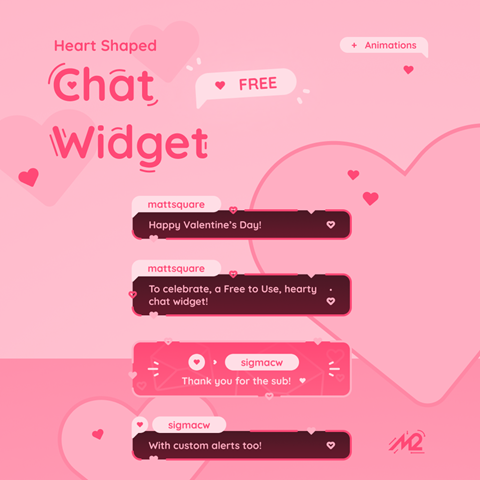 Heart Shaped
+ Animations
Chat
FREE
Widget
mattsquare
Happy Valentine's Day!
mattsquare
To celebrate, a Free to Use, hearty
chat widget!
sigmacw
Thank you for the sub!
sigmacw
With custom alerts too!
M2